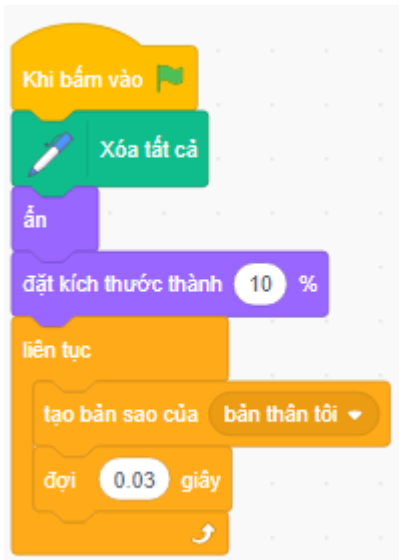 Khi bấm vào
Xóa tất cả
ẩn
đặt kích thước thành 10 %
liên tục
tạo bản sao của bản thân tôi
đợi 0.03 giây